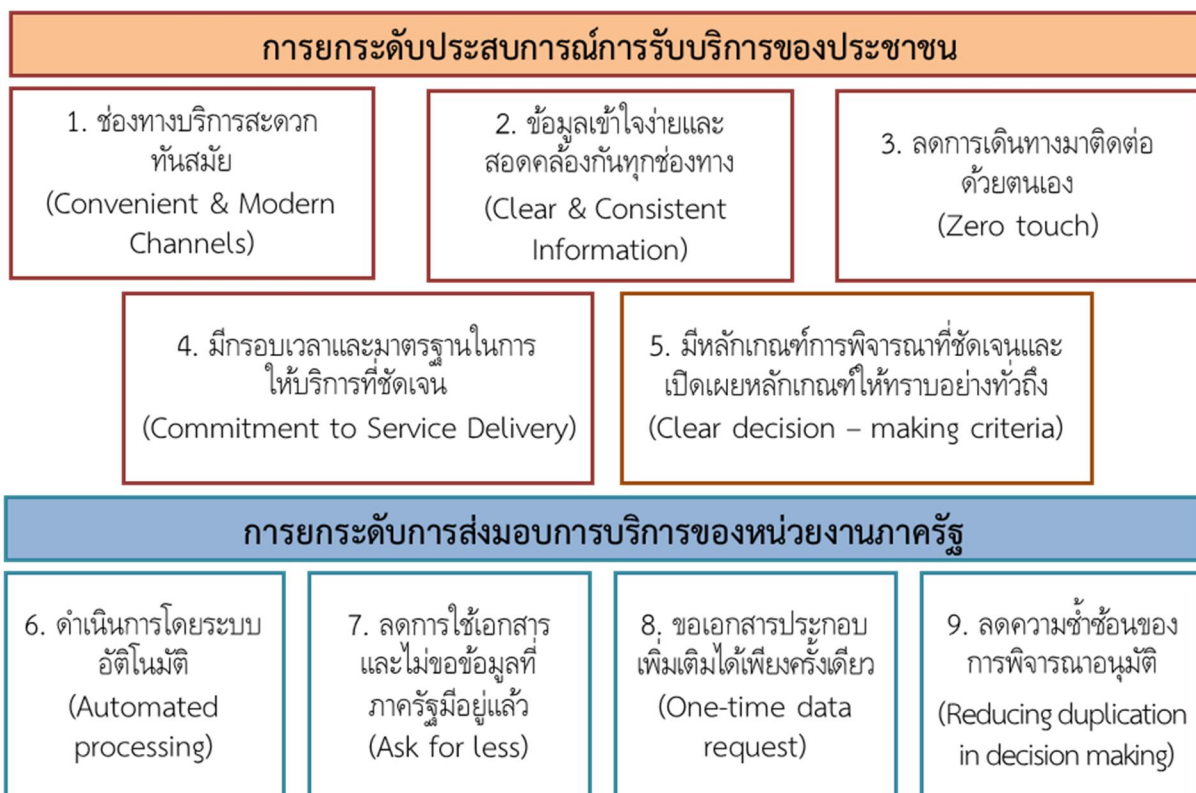 การยกระดับประสบการณ์การรับบริการของประชาชน
1. ช่องทางบริการสะดวก
ทันสมัย
(Convenient & Modern
Channels)
2. ข้อมูลเข้าใจง่ายและ
สอดคล้องกันทุกช่องทาง
(Clear & Consistent
Information)
3. ลดการเดินทางมาติดต่อ
ด้วยตนเอง
(Zero touch)
4. มีกรอบเวลาและมาตรฐานในการ
ให้บริการที่ชัดเจน
(Commitment to Service Delivery)
5. มีหลักเกณฑ์การพิจารณาที่ชัดเจนและ
เปิดเผยหลักเกณฑ์ให้ทราบอย่างทั่วถึง
(Clear decision – making criteria)
การยกระดับการส่งมอบการบริการของหน่วยงานภาครัฐ
6. ดำเนินการโดยระบบ
อัติโนมัติ
(Automated
processing)
7. ลดการใช้เอกสาร
และไม่ขอข้อมูลที่
ภาครัฐมีอยู่แล้ว
(Ask for less)
8. ขอเอกสารประกอบ
เพิ่มเติมได้เพียงครั้งเดียว
(One-time data
request)
9. ลดความซ้ำซ้อนของ
การพิจารณาอนุมัติ
(Reducing duplication
in decision making)